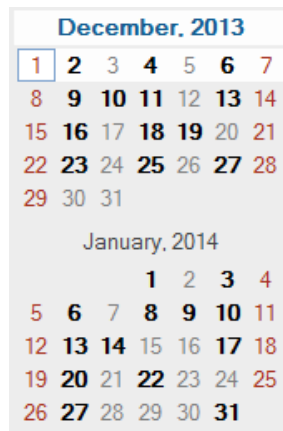 December, 2013
1 2 3 4 5 6 7
8 9 10 11 12 13 14
15 16 17 18 19 20 21
22 23 24 25 26 27 28
29 30 31
January, 2014
1 2 3 4
5 6 7 8 9 10 11
12 13 14 15 16 17 18
19 20 21 22 23 24 25
26 27 28 29 30 31